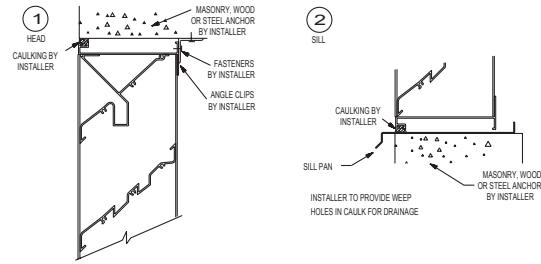 1
HEAD
MASONRY, WOOD
OR STEEL ANCHOR
BY INSTALLER
CAULKING BY
INSTALLER
FASTENERS
BY INSTALLER
ANGLE CLIPS
BY INSTALLER
2
SILL
CAULKING BY
INSTALLER
SILL PAN
MASONRY, WOOD
OR STEEL ANCHOR
BY INSTALLER
INSTALLER TO PROVIDE WEEP
HOLES IN CAULK FOR DRAINAGE